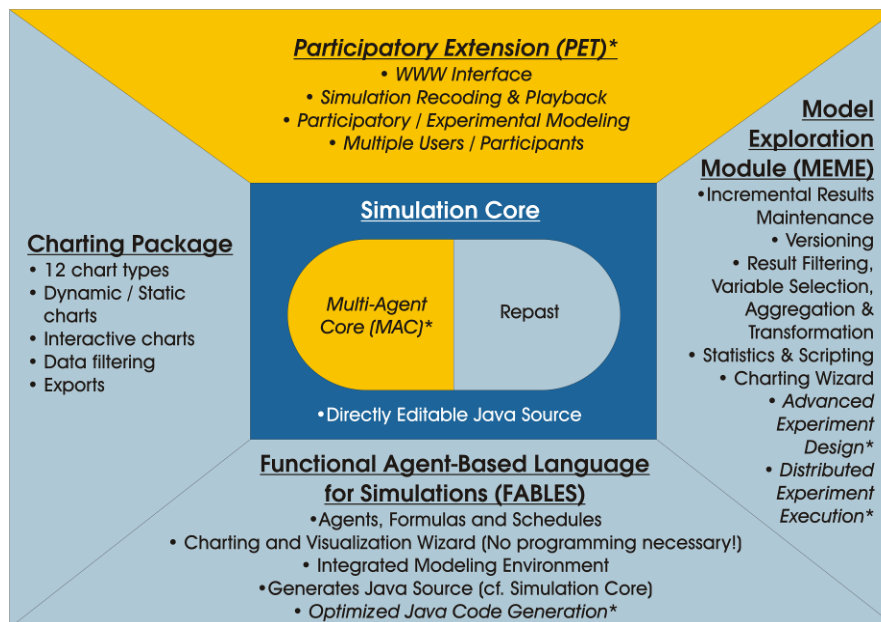 Participatory Extension (PET)*
• WWW Interface
• Simulation Recoding & Playback
• Participatory / Experimental Modeling
• Multiple Users / Participants
Charting Package
• 12 chart types
• Dynamic / Static
charts
• Interactive charts
• Data filtering
• Exports
Simulation Core
Multi-Agent
Core (MAC)*
Repast
•Directly Editable Java Source
Model
Exploration
Module (MEME)
•Incremental Results
Maintenance
• Versioning
• Result Filtering,
Variable Selection,
Aggregation &
Transformation
• Statistics & Scripting
• Charting Wizard
• Advanced
Experiment
Design*
• Distributed
Experiment
Execution*
Functional Agent-Based Language
for Simulations (FABLES)
•Agents, Formulas and Schedules
• Charting and Visualization Wizard (No programming necessary!)
• Integrated Modeling Environment
•Generates Java Source (cf. Simulation Core)
• Optimized Java Code Generation*